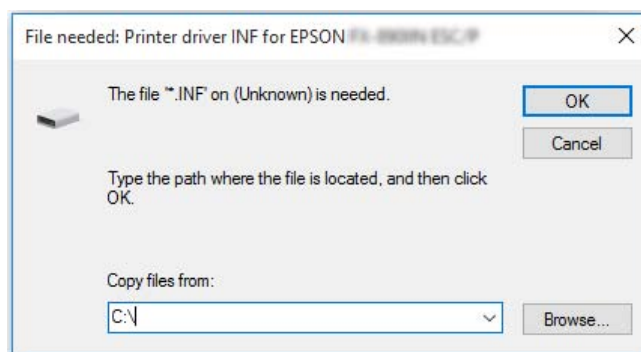 File needed: Printer driver INF for EPSON
The file '*.INF' on (Unknown) is needed.
OK
Cancel
Type the path where the file is located, and then click
OK.
Copy files from:
C:\
Browse...